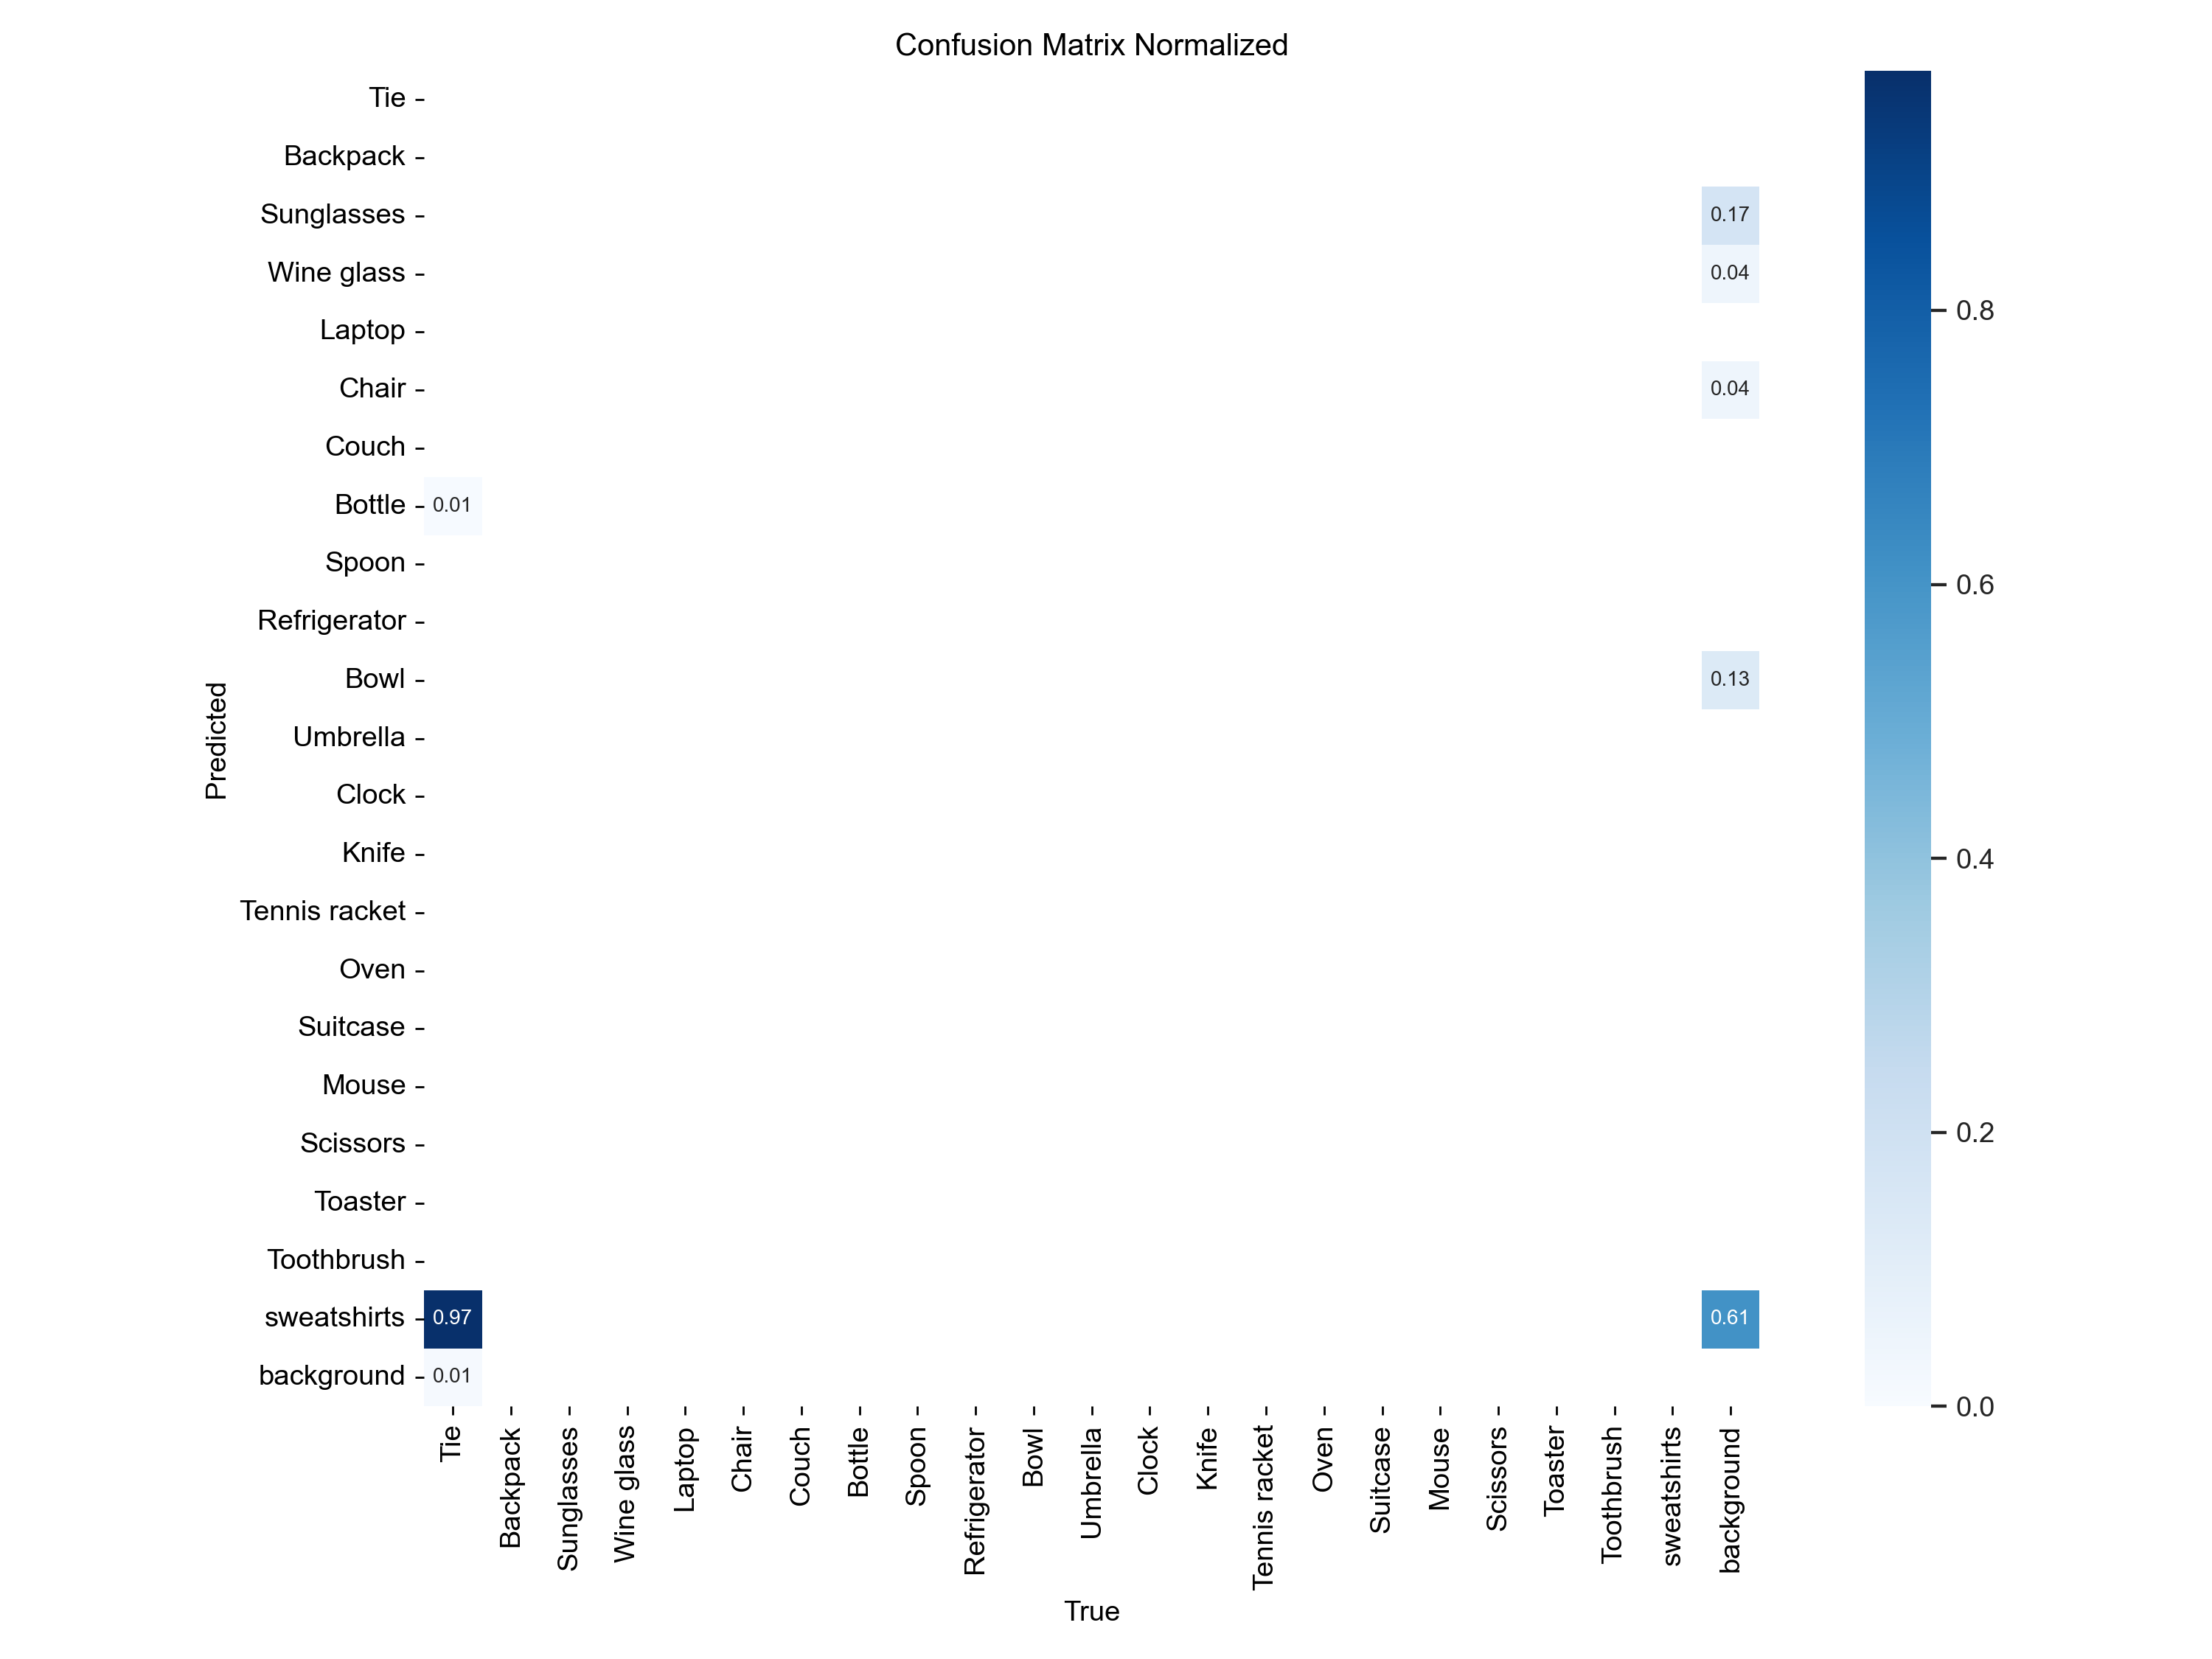 Confusion Matrix Normalized
Tie
Backpack
Sunglasses
0.17
Wine glass
0.04
0.8
Laptop
Chair
0.04
Couch
Bottle
0.01
Spoon
0.6
Refrigerator
Bowl
0.13
Predicted
Umbrella
Clock
Knife
0.4
Tennis racket
Oven
Suitcase
Mouse
Scissors
0.2
Toaster
Toothbrush
sweatshirts
0.97
0.61
background
0.01
0.0
Tie
Backpack
Sunglasses
Wine glass
Laptop
Chair
Couch
Bottle
Spoon
Refrigerator
Bowl
Umbrella
Clock
Knife
Tennis racket
Oven
Suitcase
Mouse
Scissors
Toaster
Toothbrush
sweatshirts
background
True